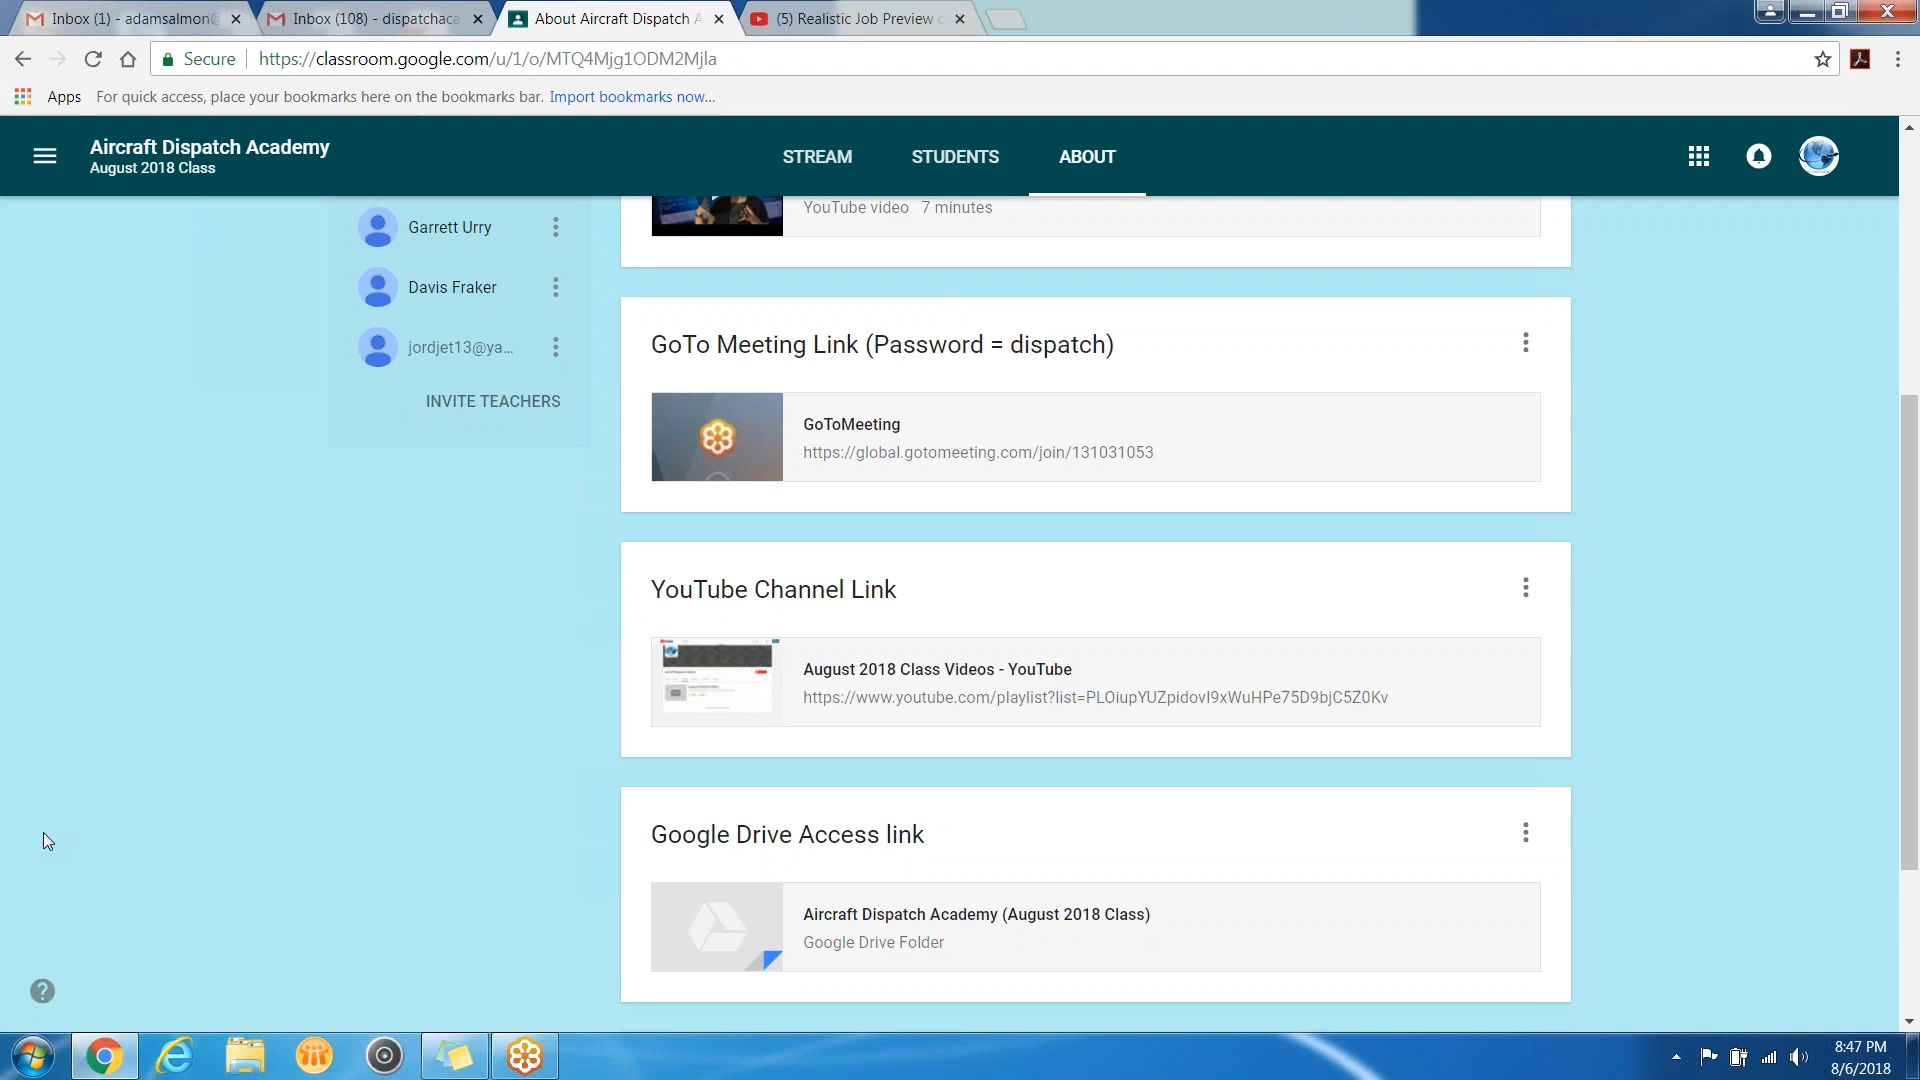 Inbox (1) - adamsalmon@
Inbox (108) - dispatchaca
About Aircraft Dispatch A
(5) Realistic Job Preview
Secure
https://classroom.google.com/u/1/o/MTQ4Mjg1ODM2Mjla
Apps
For quick access, place your bookmarks here on the bookmarks bar. Import bookmarks now...
Aircraft Dispatch Academy
August 2018 Class
STREAM
STUDENTS
ABOUT
YouTube video 7 minutes
Garrett Urry
Davis Fraker
jordjet13@ya...
INVITE TEACHERS
GoTo Meeting Link (Password = dispatch)
GoToMeeting
https://global.gotomeeting.com/join/131031053
YouTube Channel Link
August 2018 Class Videos - YouTube
https://www.youtube.com/playlist?list=PLOiupYUZpidovI9xWuHPe75D9bjC5Z0Kv
Google Drive Access link
Aircraft Dispatch Academy (August 2018 Class)
Google Drive Folder
8:47 PM
8/6/2018